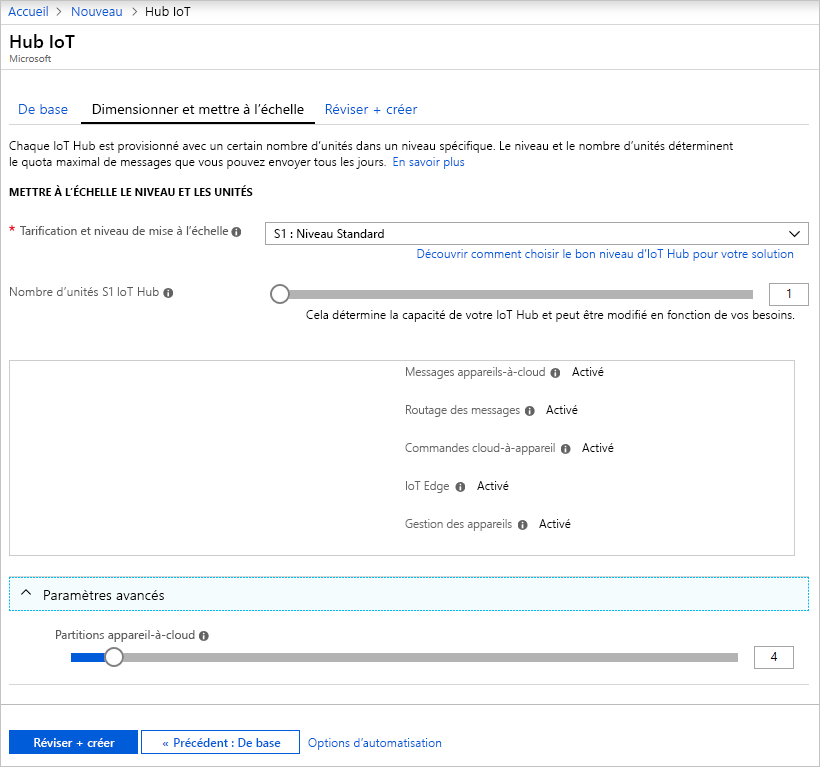 Accueil > Nouveau > Hub IoT
Hub IoT
Microsoft
De base Dimensionner et mettre à l’échelle Réviser + créer
Chaque IoT Hub est provisionné avec un certain nombre d’unités dans un niveau spécifique. Le niveau et le nombre d’unités déterminent
le quota maximal de messages que vous pouvez envoyer tous les jours. En savoir plus
METTRE À L’ÉCHELLE LE NIVEAU ET LES UNITÉS
* Tarification et niveau de mise à l’échelle S1 : Niveau Standard
Découvrir comment choisir le bon niveau d’IoT Hub pour votre solution
Nombre d’unités S1 IoT Hub 1
Cela détermine la capacité de votre IoT Hub et peut être modifié en fonction de vos besoins.
Messages appareils-à-cloud Activé
Routage des messages Activé
Commandes cloud-à-appareil Activé
IoT Edge Activé
Gestion des appareils Activé
Paramètres avancés
Partitions appareil-à-cloud
4
Réviser + créer « Précédent : De base Options d’automatisation